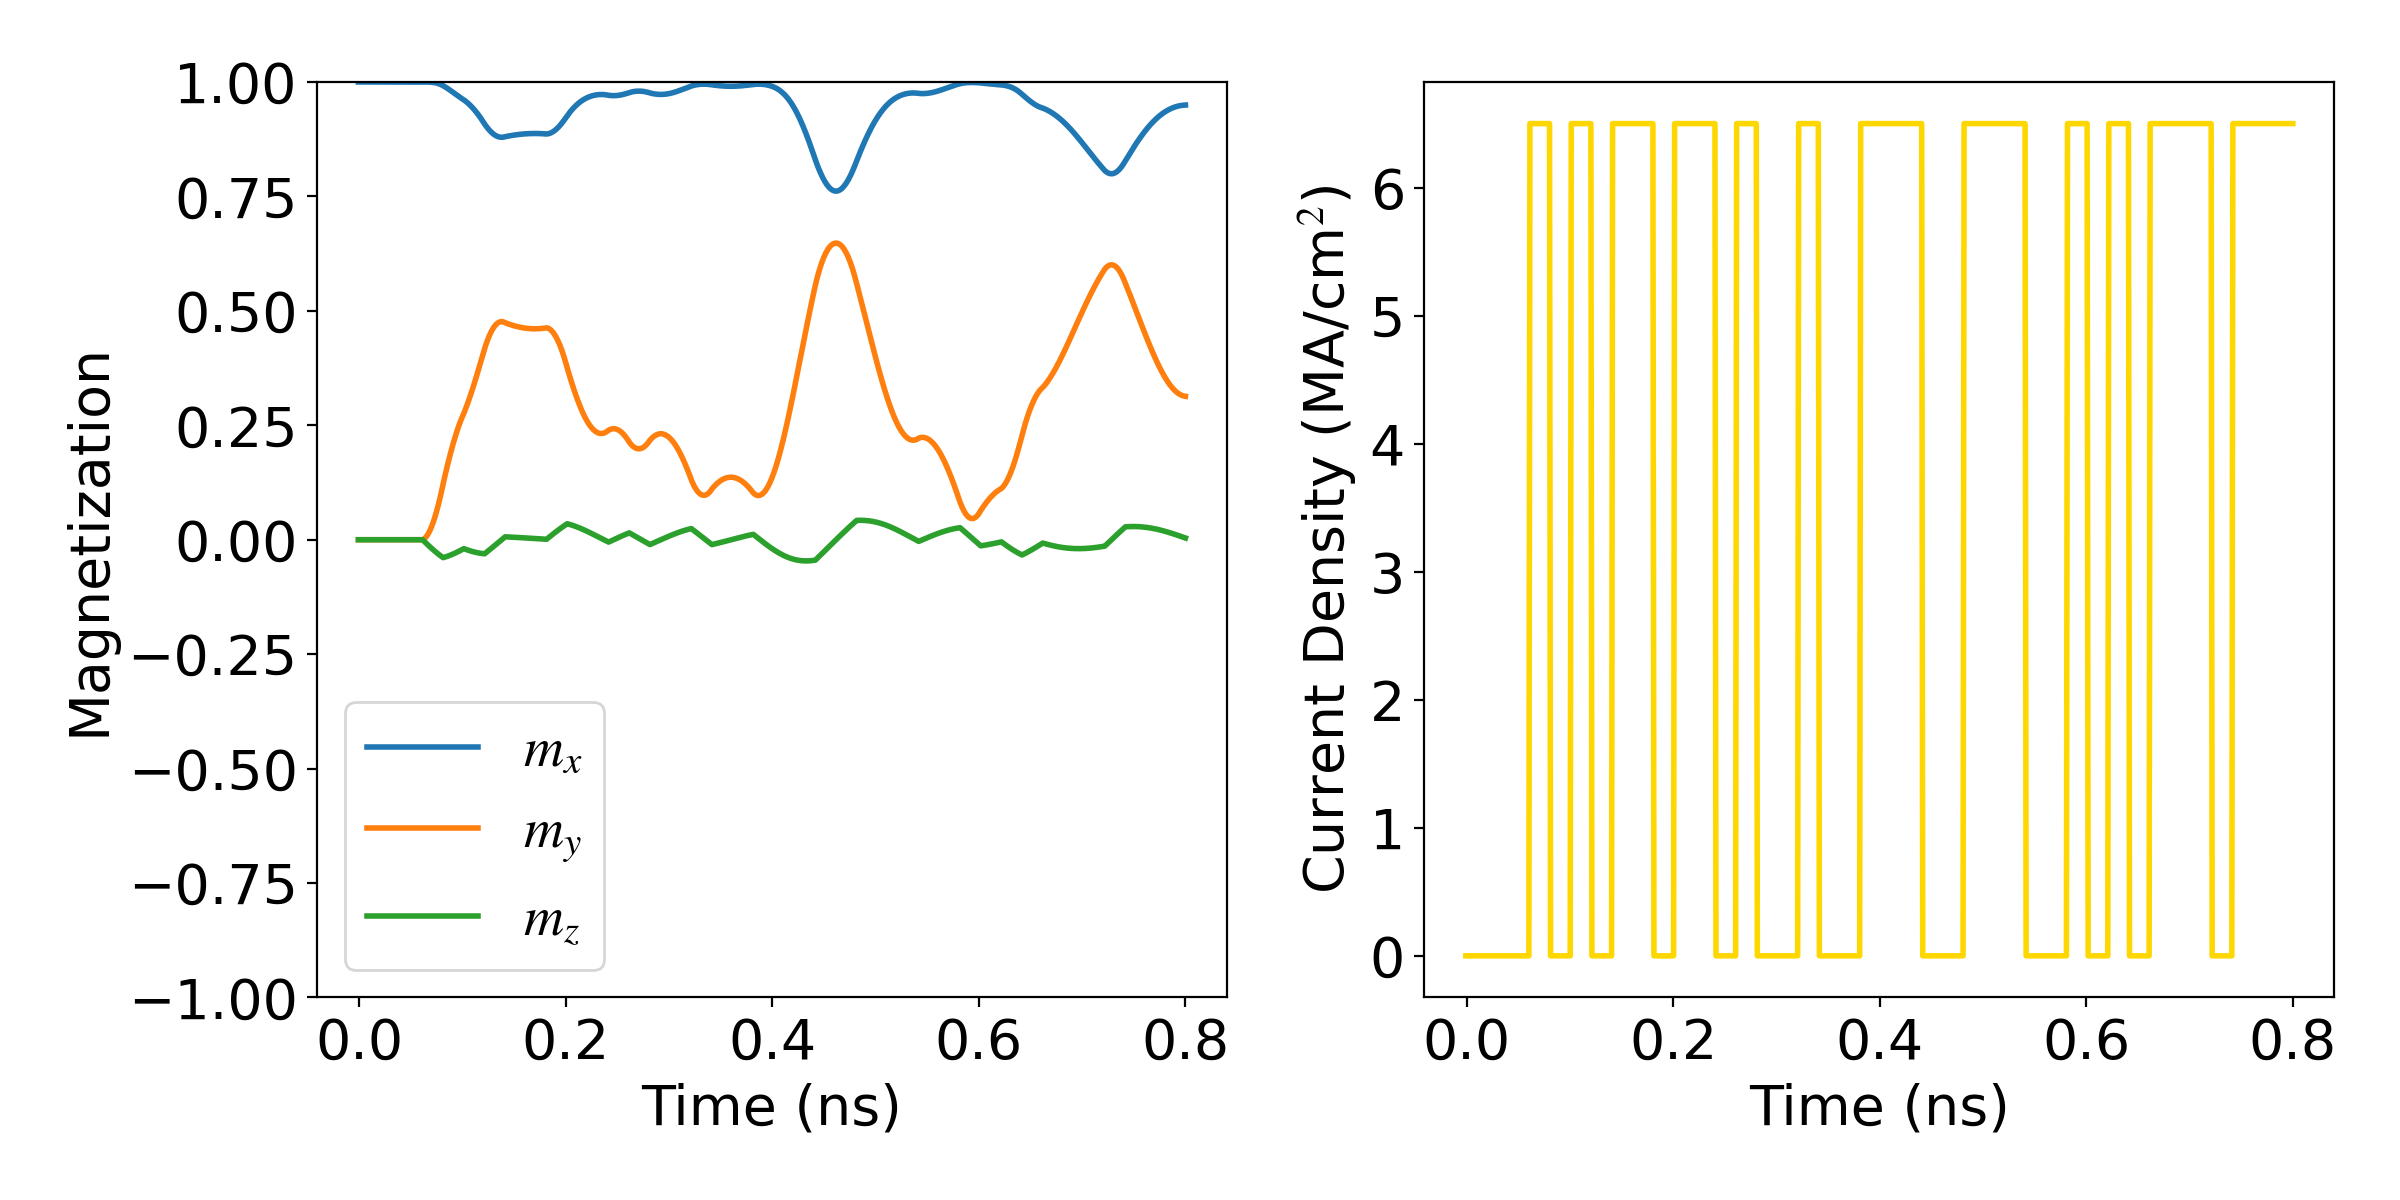 Magnetization
1.00
0.75
0.50
0.25
0.00
−0.25
−0.50
−0.75
−1.00
m_x
m_y
m_z
0.0 0.2 0.4 0.6 0.8
Time (ns)
Current Density (MA/cm²)
6
5
4
3
2
1
0
0.0 0.2 0.4 0.6 0.8
Time (ns)